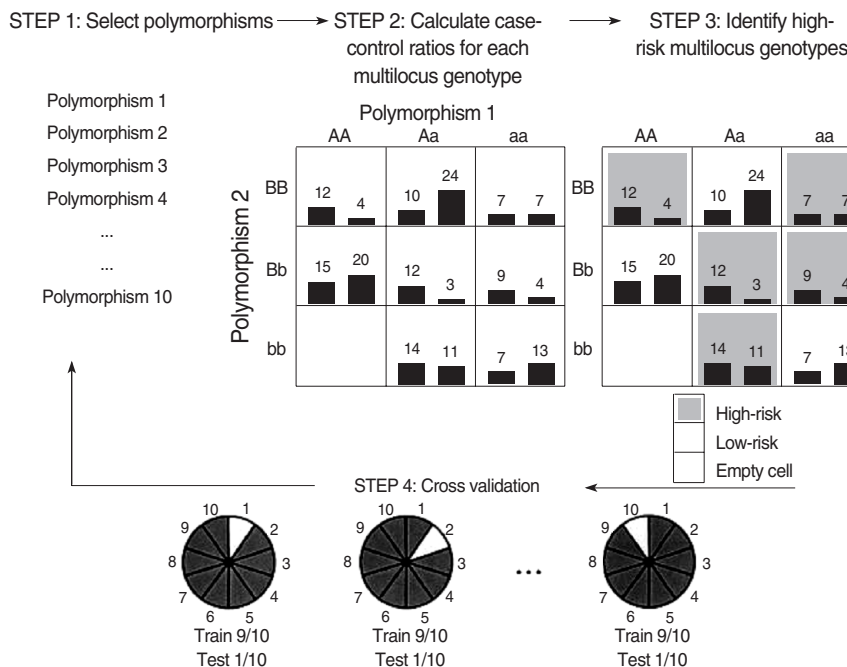 STEP 1: Select polymorphisms
STEP 2: Calculate case-
control ratios for each
multilocus genotype
STEP 3: Identify high-
risk multilocus genotypes
Polymorphism 1
Polymorphism 2
Polymorphism 3
Polymorphism 4
...
...
Polymorphism 10
Polymorphism 1
AA Aa aa
Polymorphism 2
BB 12 4 10 24 7 7
Bb 15 20 12 3 9 4
bb 14 11 7 13
AA Aa aa
BB 12 4 10 24 7 7
Bb 15 20 12 3 9 4
bb 14 11 7 13
High-risk
Low-risk
Empty cell
STEP 4: Cross validation
1 2 3 4 5 6 7 8 9 10
Train 9/10
Test 1/10
1 2 3 4 5 6 7 8 9 10
Train 9/10
Test 1/10
...
1 2 3 4 5 6 7 8 9 10
Train 9/10
Test 1/10